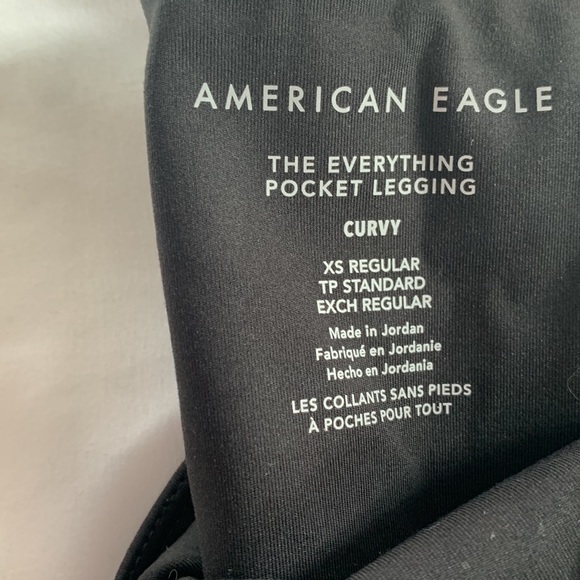 AMERICAN EAGLE
THE EVERYTHING
POCKET LEGGING
CURVY
XS REGULAR
TP STANDARD
EXCH REGULAR
Made in Jordan
Fabriqué en Jordanie
Hecho en Jordania
LES COLLANTS SANS PIEDS
À POCHES POUR TOUT